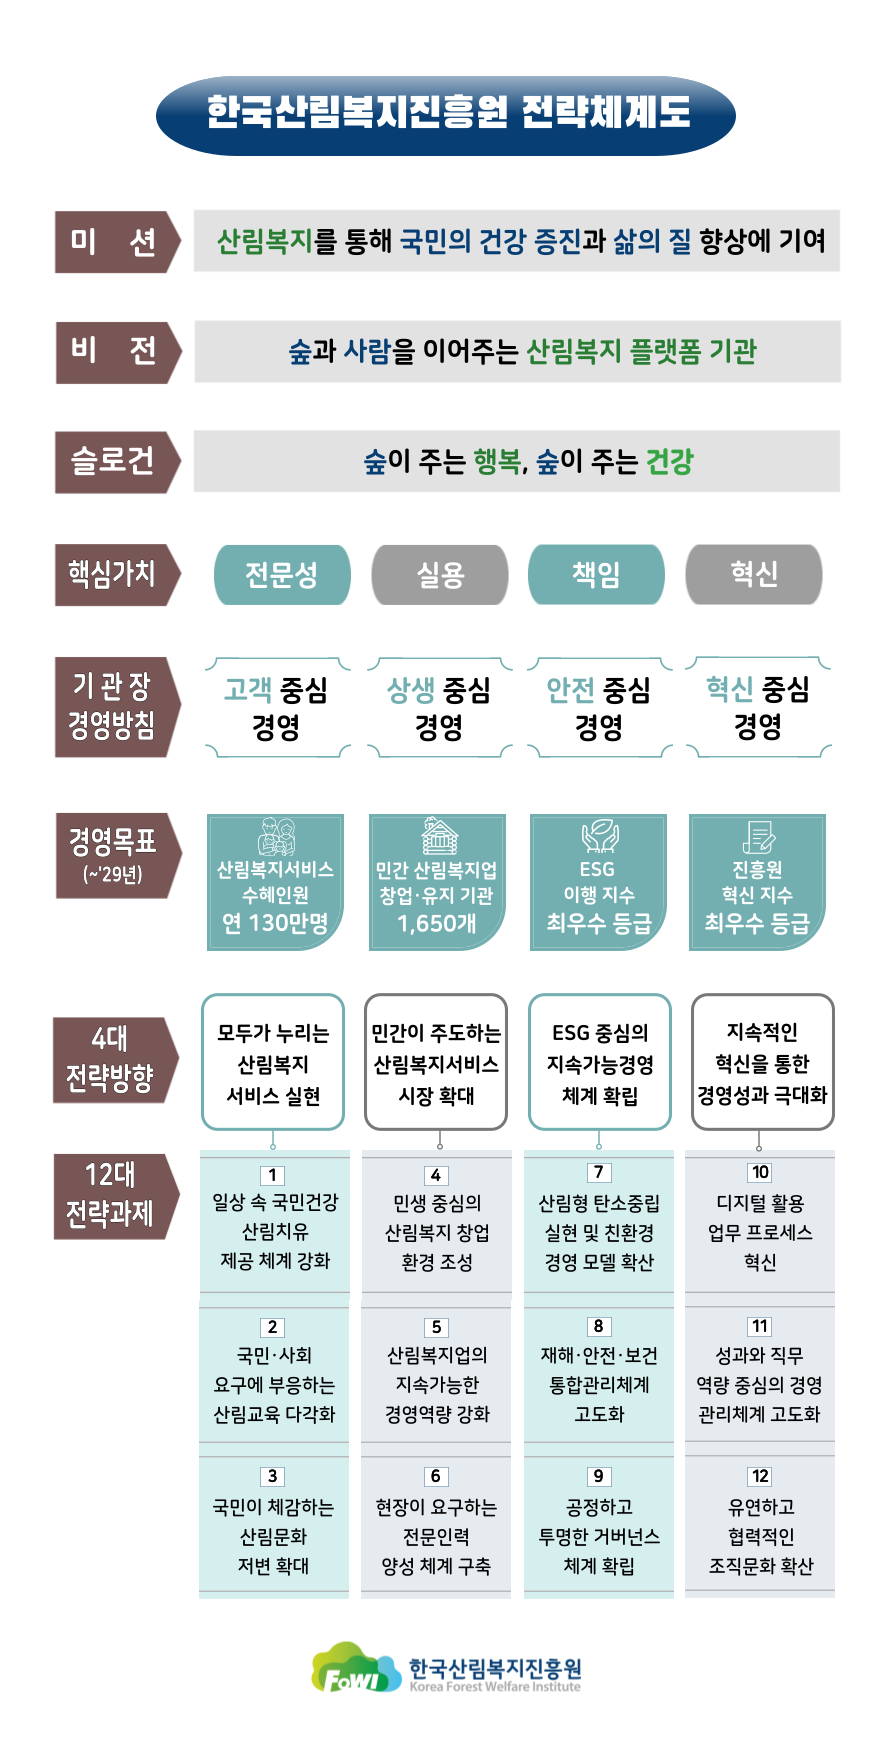 한국산림복지진흥원 전략체계도
미 션
산림복지를 통해 국민의 건강 증진과 삶의 질 향상에 기여
비 전
숲과 사람을 이어주는 산림복지 플랫폼 기관
슬로건
숲이 주는 행복, 숲이 주는 건강
핵심가치
전문성
실용
책임
혁신
기 관 장
경영방침
고객 중심
경영
상생 중심
경영
안전 중심
경영
혁신 중심
경영
경영목표
(~'29년)
산림복지서비스
수혜인원
연 130만명
민간 산림복지업
창업·유지 기관
1,650개
ESG
이행 지수
최우수 등급
진흥원
혁신 지수
최우수 등급
4대
전략방향
모두가 누리는
산림복지
서비스 실현
민간이 주도하는
산림복지서비스
시장 확대
ESG 중심의
지속가능경영
체계 확립
지속적인
혁신을 통한
경영성과 극대화
12대
전략과제
1
일상 속 국민건강
산림치유
제공 체계 강화
2
국민·사회
요구에 부응하는
산림교육 다각화
3
국민이 체감하는
산림문화
저변 확대
4
민생 중심의
산림복지 창업
환경 조성
5
산림복지업의
지속가능한
경영역량 강화
6
현장이 요구하는
전문인력
양성 체계 구축
7
산림형 탄소중립
실현 및 친환경
경영 모델 확산
8
재해·안전·보건
통합관리체계
고도화
9
공정하고
투명한 거버넌스
체계 확립
10
디지털 활용
업무 프로세스
혁신
11
성과와 직무
역량 중심의 경영
관리체계 고도화
12
유연하고
협력적인
조직문화 확산
FoWI
한국산림복지진흥원
Korea Forest Welfare Institute